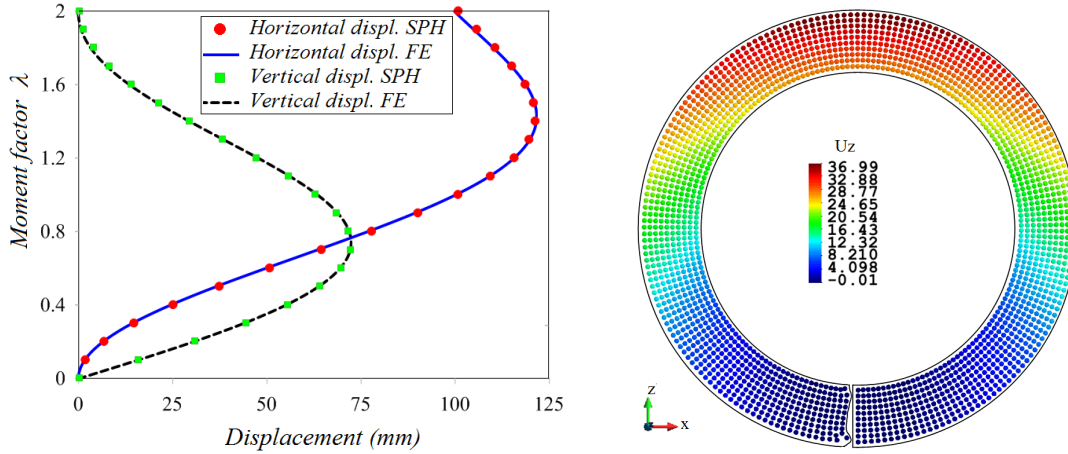 Horizontal displ. SPH
Horizontal displ. FE
Vertical displ. SPH
Vertical displ. FE
Moment factor λ
2
1.6
1.2
0.8
0.4
0
0
25
50
75
100
125
Displacement (mm)
Uz
36.99
32.88
28.77
24.65
20.54
16.43
12.32
8.210
4.098
-0.01
z
x